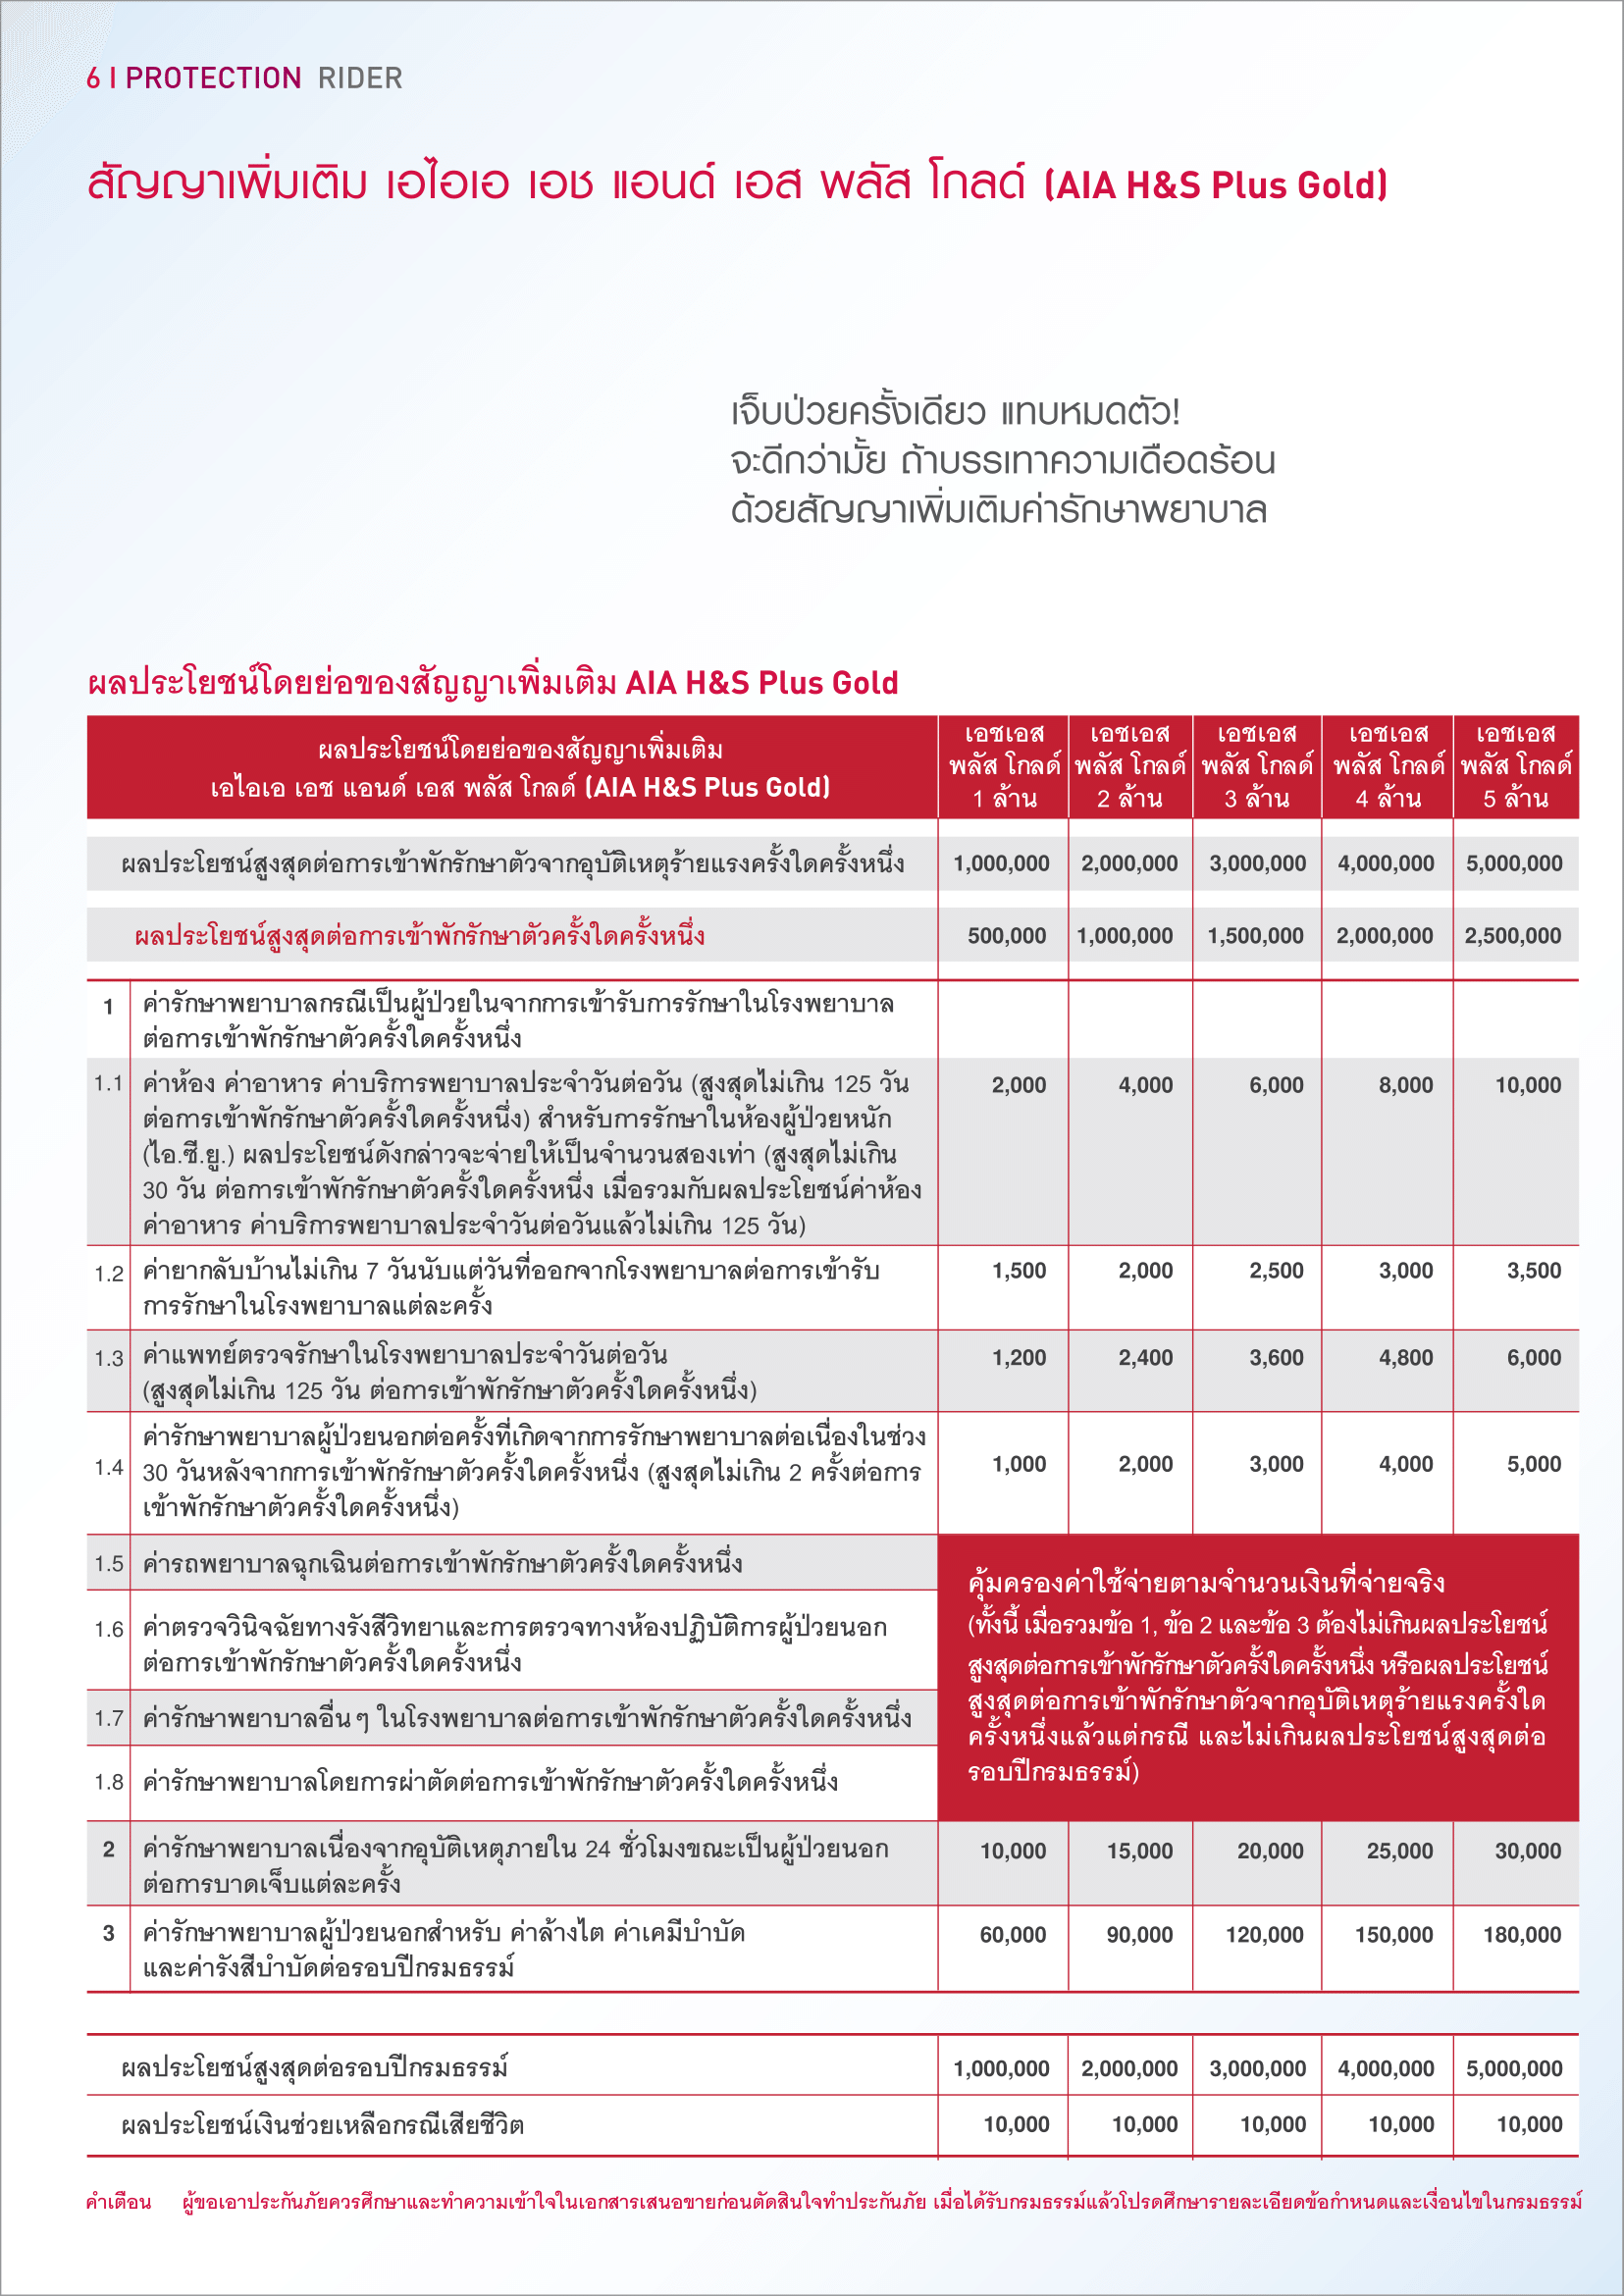 6 | PROTECTION RIDER
สัญญาเพิ่มเติม เอไอเอ เอช แอนด์ เอส พลัส โกลด์ (AIA H&S Plus Gold)
เจ็บป่วยครั้งเดียว แทบหมดตัว!
จะดีกว่ามั้ย ถ้าบรรเทาความเดือดร้อน
ด้วยสัญญาเพิ่มเติมค่ารักษาพยาบาล
ผลประโยชน์โดยย่อของสัญญาเพิ่มเติม AIA H&S Plus Gold
ผลประโยชน์โดยย่อของสัญญาเพิ่มเติม
เอไอเอ เอช แอนด์ เอส พลัส โกลด์ (AIA H&S Plus Gold)
เอชเอส
พลัส โกลด์
1 ล้าน
เอชเอส
พลัส โกลด์
2 ล้าน
เอชเอส
พลัส โกลด์
3 ล้าน
เอชเอส
พลัส โกลด์
4 ล้าน
เอชเอส
พลัส โกลด์
5 ล้าน
ผลประโยชน์สูงสุดต่อการเข้าพักรักษาตัวจากอุบัติเหตุร้ายแรงครั้งใดครั้งหนึ่ง 1,000,000 2,000,000 3,000,000 4,000,000 5,000,000
ผลประโยชน์สูงสุดต่อการเข้าพักรักษาตัวครั้งใดครั้งหนึ่ง 500,000 1,000,000 1,500,000 2,000,000 2,500,000
1 ค่ารักษาพยาบาลกรณีเป็นผู้ป่วยในจากการเข้ารับการรักษาในโรงพยาบาล
ต่อการเข้าพักรักษาตัวครั้งใดครั้งหนึ่ง
1.1 ค่าห้อง ค่าอาหาร ค่าบริการพยาบาลประจำวันต่อวัน (สูงสุดไม่เกิน 125 วัน 2,000 4,000 6,000 8,000 10,000
ต่อการเข้าพักรักษาตัวครั้งใดครั้งหนึ่ง) สำหรับการรักษาในห้องผู้ป่วยหนัก
(ไอ.ซี.ยู.) ผลประโยชน์ดังกล่าวจะจ่ายให้เป็นจำนวนสองเท่า (สูงสุดไม่เกิน
30 วัน ต่อการเข้าพักรักษาตัวครั้งใดครั้งหนึ่ง เมื่อรวมกับผลประโยชน์ค่าห้อง
ค่าอาหาร ค่าบริการพยาบาลประจำวันต่อวันแล้วไม่เกิน 125 วัน)
1.2 ค่ายากลับบ้านไม่เกิน 7 วันนับแต่วันที่ออกจากโรงพยาบาลต่อการเข้ารับ 1,500 2,000 2,500 3,000 3,500
การรักษาในโรงพยาบาลแต่ละครั้ง
1.3 ค่าแพทย์ตรวจรักษาในโรงพยาบาลประจำวันต่อวัน 1,200 2,400 3,600 4,800 6,000
(สูงสุดไม่เกิน 125 วัน ต่อการเข้าพักรักษาตัวครั้งใดครั้งหนึ่ง)
ค่ารักษาพยาบาลผู้ป่วยนอกต่อครั้งที่เกิดจากการรักษาพยาบาลต่อเนื่องในช่วง
1.4 30 วันหลังจากการเข้าพักรักษาตัวครั้งใดครั้งหนึ่ง (สูงสุดไม่เกิน 2 ครั้งต่อการ 1,000 2,000 3,000 4,000 5,000
เข้าพักรักษาตัวครั้งใดครั้งหนึ่ง)
1.5 ค่ารถพยาบาลฉุกเฉินต่อการเข้าพักรักษาตัวครั้งใดครั้งหนึ่ง
1.6 ค่าตรวจวินิจฉัยทางรังสีวิทยาและการตรวจทางห้องปฏิบัติการผู้ป่วยนอก
ต่อการเข้าพักรักษาตัวครั้งใดครั้งหนึ่ง
1.7 ค่ารักษาพยาบาลอื่นๆ ในโรงพยาบาลต่อการเข้าพักรักษาตัวครั้งใดครั้งหนึ่ง
1.8 ค่ารักษาพยาบาลโดยการผ่าตัดต่อการเข้าพักรักษาตัวครั้งใดครั้งหนึ่ง
คุ้มครองค่าใช้จ่ายตามจำนวนเงินที่จ่ายจริง
(ทั้งนี้ เมื่อรวมข้อ 1, ข้อ 2 และข้อ 3 ต้องไม่เกินผลประโยชน์
สูงสุดต่อการเข้าพักรักษาตัวครั้งใดครั้งหนึ่ง หรือผลประโยชน์
สูงสุดต่อการเข้าพักรักษาตัวจากอุบัติเหตุร้ายแรงครั้งใด
ครั้งหนึ่งแล้วแต่กรณี และไม่เกินผลประโยชน์สูงสุดต่อ
รอบปีกรมธรรม์)
2 ค่ารักษาพยาบาลเนื่องจากอุบัติเหตุภายใน 24 ชั่วโมงขณะเป็นผู้ป่วยนอก 10,000 15,000 20,000 25,000 30,000
ต่อการบาดเจ็บแต่ละครั้ง
3 ค่ารักษาพยาบาลผู้ป่วยนอกสำหรับ ค่าล้างไต ค่าเคมีบำบัด 60,000 90,000 120,000 150,000 180,000
และค่ารังสีบำบัดต่อรอบปีกรมธรรม์
ผลประโยชน์สูงสุดต่อรอบปีกรมธรรม์ 1,000,000 2,000,000 3,000,000 4,000,000 5,000,000
ผลประโยชน์เงินช่วยเหลือกรณีเสียชีวิต 10,000 10,000 10,000 10,000 10,000
คำเตือน ผู้ขอเอาประกันภัยควรศึกษาและทำความเข้าใจในเอกสารเสนอขายก่อนตัดสินใจทำประกันภัย เมื่อได้รับกรมธรรม์แล้วโปรดศึกษารายละเอียดข้อกำหนดและเงื่อนไขในกรมธรรม์